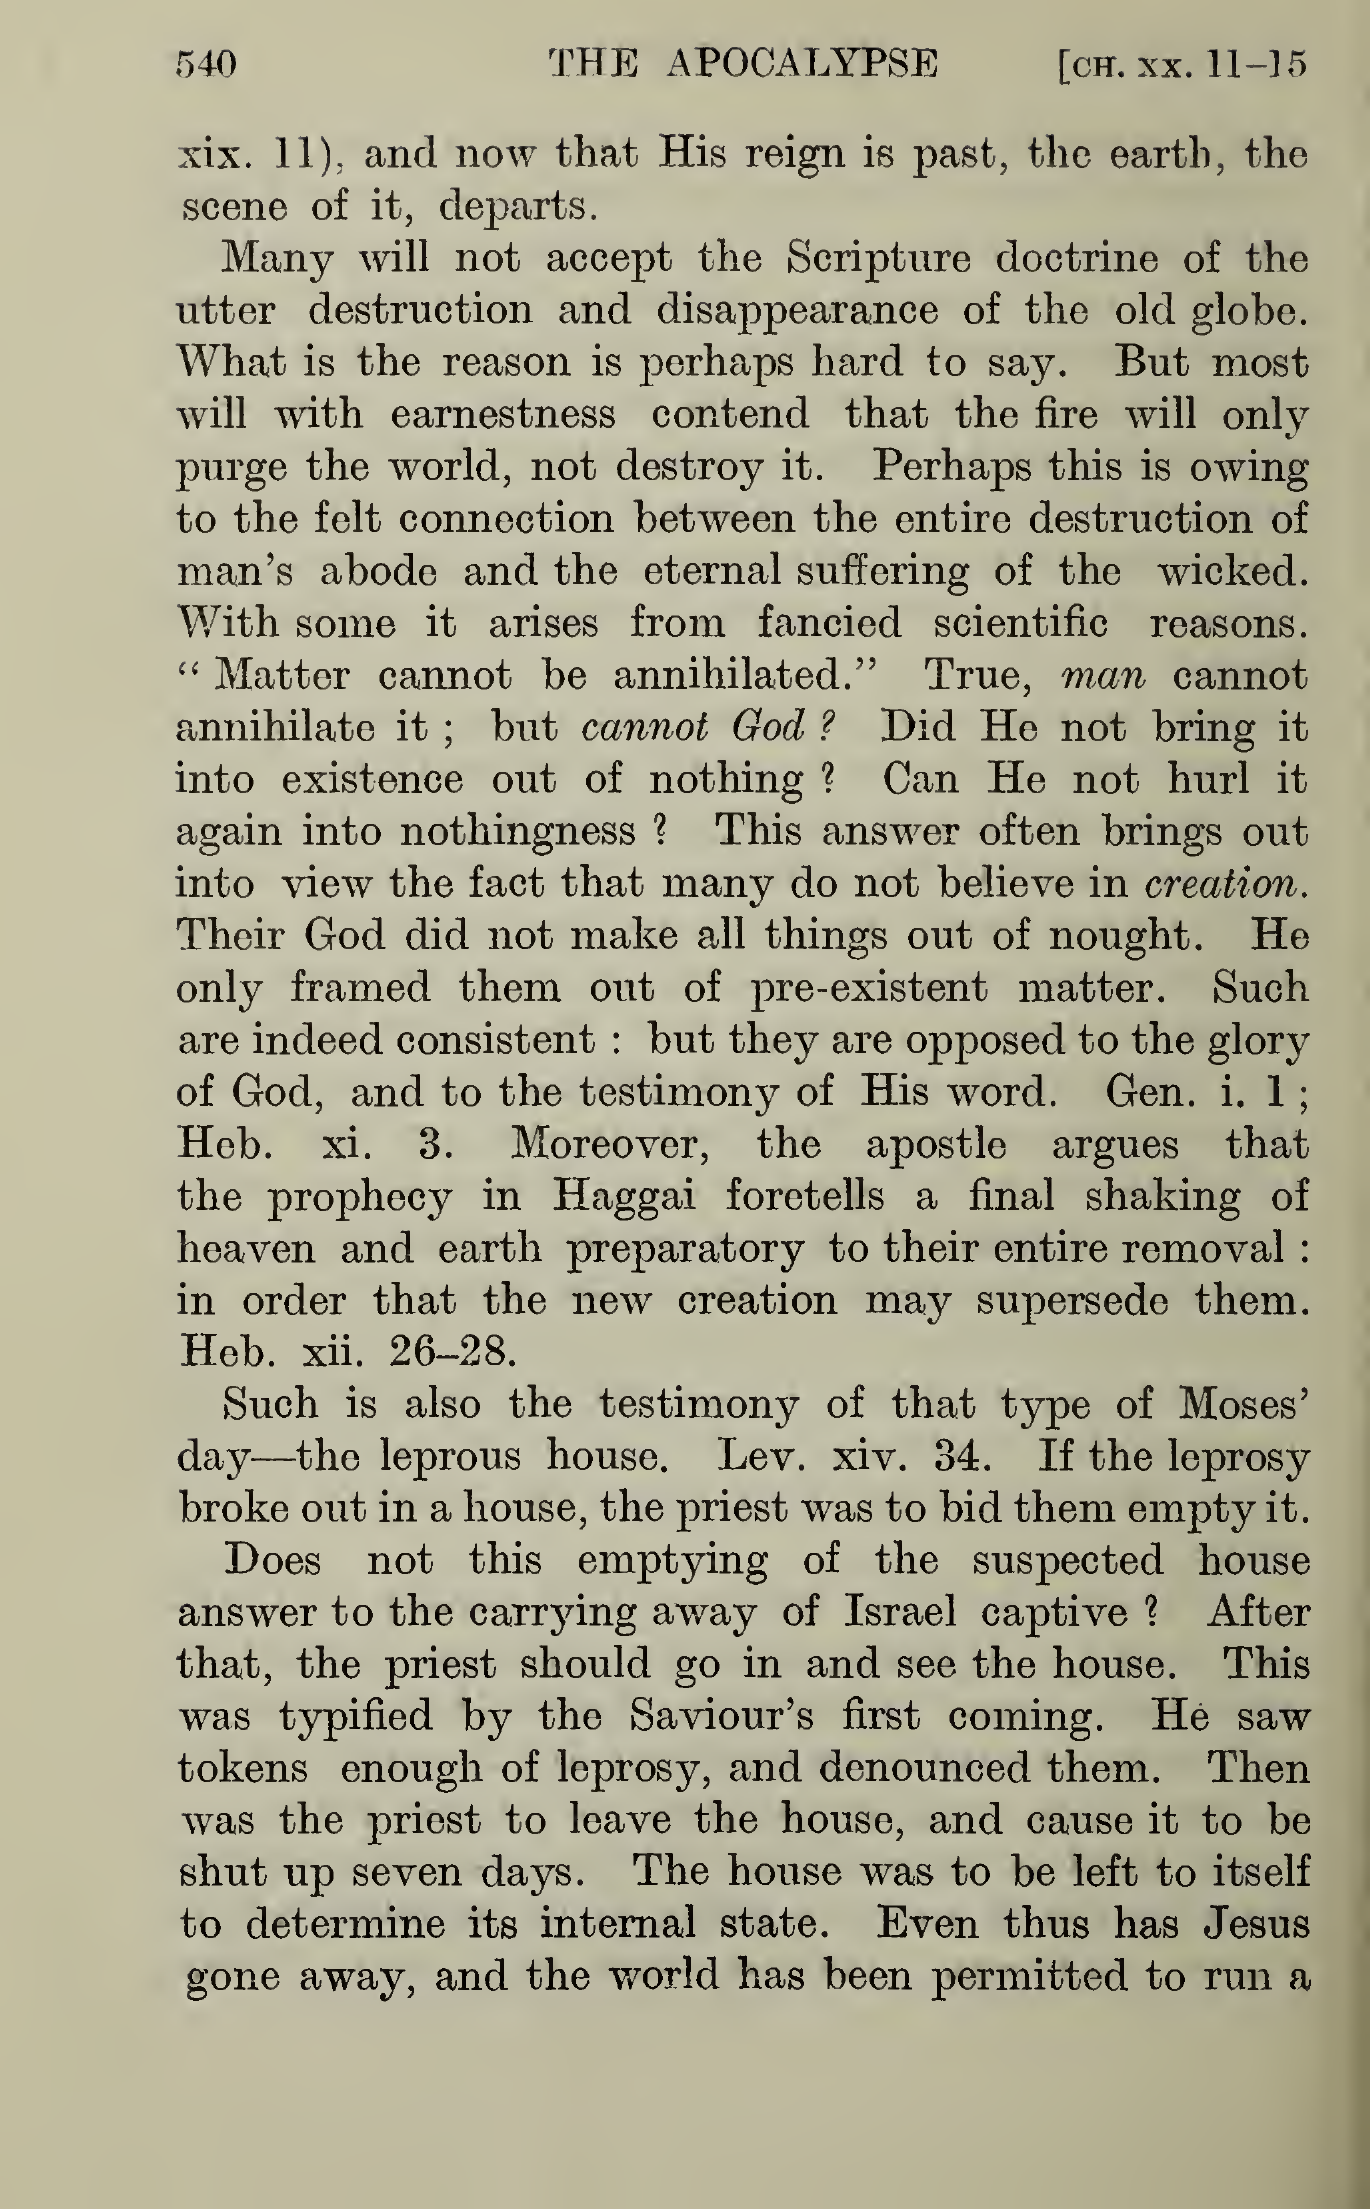 540 THE APOCALYPSE [CH. XX. 11–15
xix. 11), and now that His reign is past, the earth, the
scene of it, departs.
Many will not accept the Scripture doctrine of the
utter destruction and disappearance of the old globe.
What is the reason is perhaps hard to say. But most
will with earnestness contend that the fire will only
purge the world, not destroy it. Perhaps this is owing
to the felt connection between the entire destruction of
man's abode and the eternal suffering of the wicked.
With some it arises from fancied scientific reasons.
“ Matter cannot be annihilated.” True, man cannot
annihilate it ; but cannot God ? Did He not bring it
into existence out of nothing ? Can He not hurl it
again into nothingness ? This answer often brings out
into view the fact that many do not believe in creation.
Their God did not make all things out of nought. He
only framed them out of pre-existent matter. Such
are indeed consistent : but they are opposed to the glory
of God, and to the testimony of His word. Gen. i. 1 ;
Heb. xi. 3. Moreover, the apostle argues that
the prophecy in Haggai foretells a final shaking of
heaven and earth preparatory to their entire removal :
in order that the new creation may supersede them.
Heb. xii. 26–28.
Such is also the testimony of that type of Moses’
day—the leprous house. Lev. xiv. 34. If the leprosy
broke out in a house, the priest was to bid them empty it.
Does not this emptying of the suspected house
answer to the carrying away of Israel captive ? After
that, the priest should go in and see the house. This
was typified by the Saviour’s first coming. He saw
tokens enough of leprosy, and denounced them. Then
was the priest to leave the house, and cause it to be
shut up seven days. The house was to be left to itself
to determine its internal state. Even thus has Jesus
gone away, and the world has been permitted to run a